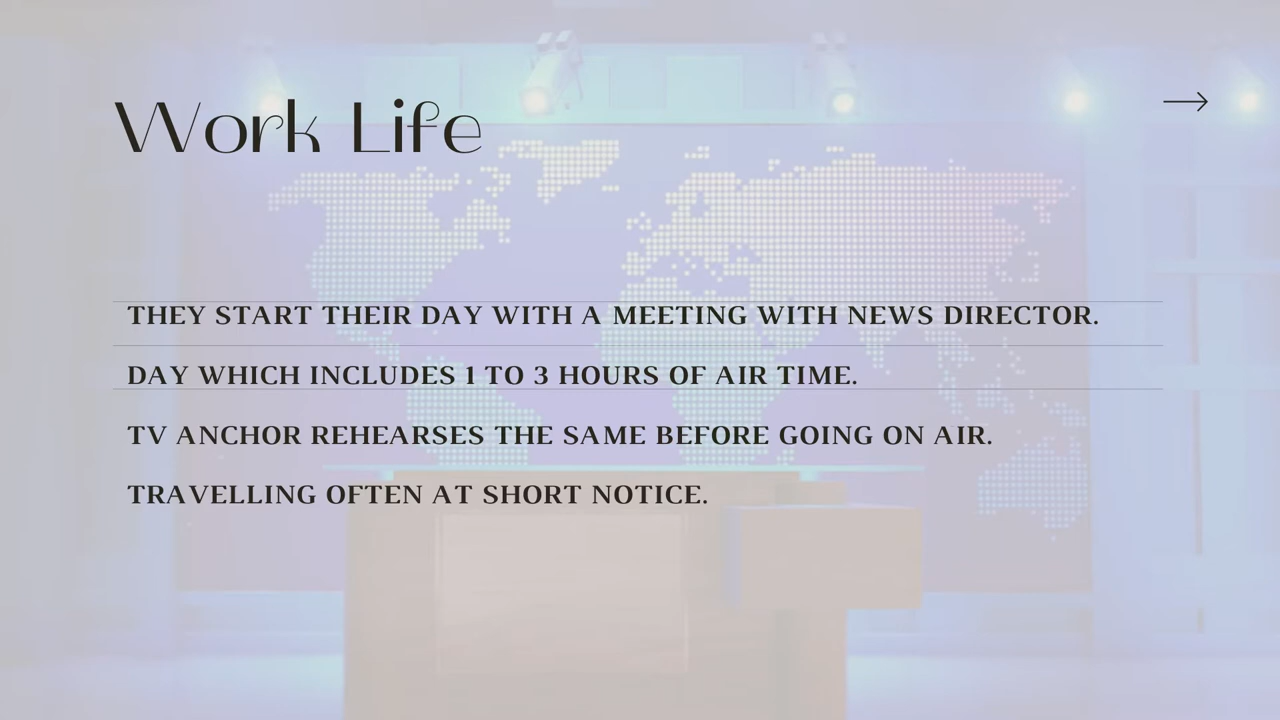 Work Life
THEY START THEIR DAY WITH A MEETING WITH NEWS DIRECTOR.
DAY WHICH INCLUDES 1 TO 3 HOURS OF AIR TIME.
TV ANCHOR REHEARSES THE SAME BEFORE GOING ON AIR.
TRAVELLING OFTEN AT SHORT NOTICE.